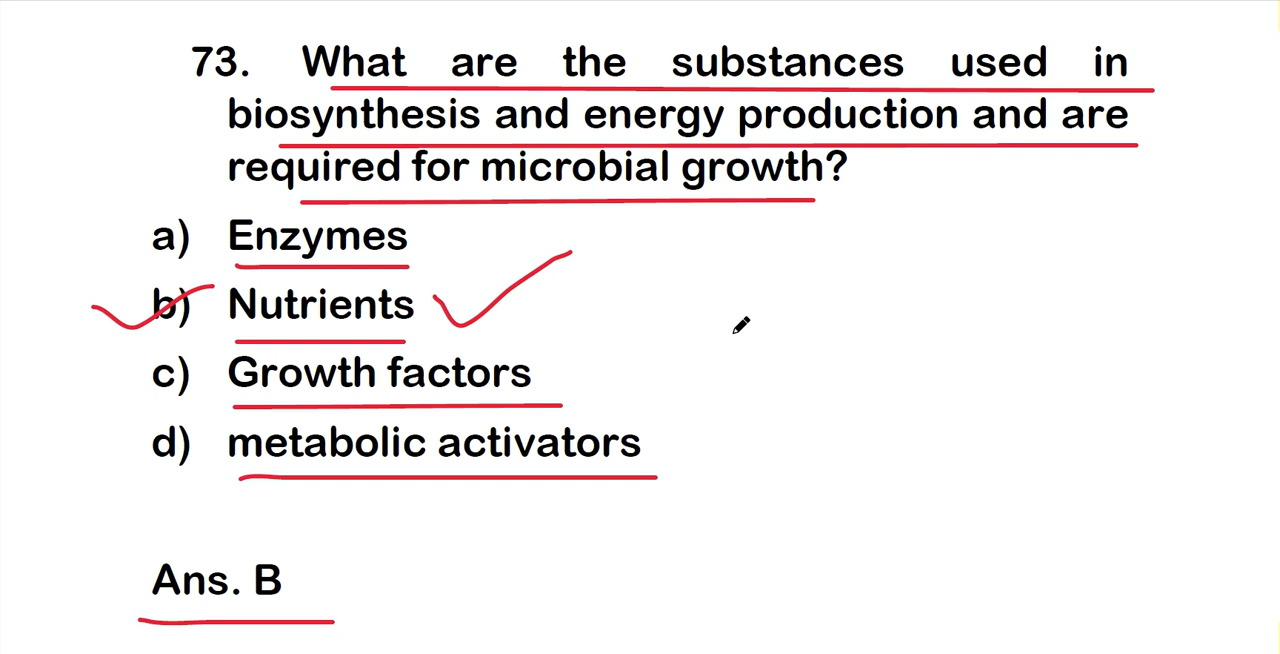 73. What are the substances used in
biosynthesis and energy production and are
required for microbial growth?
a) Enzymes
b) Nutrients
c) Growth factors
d) metabolic activators
Ans. B